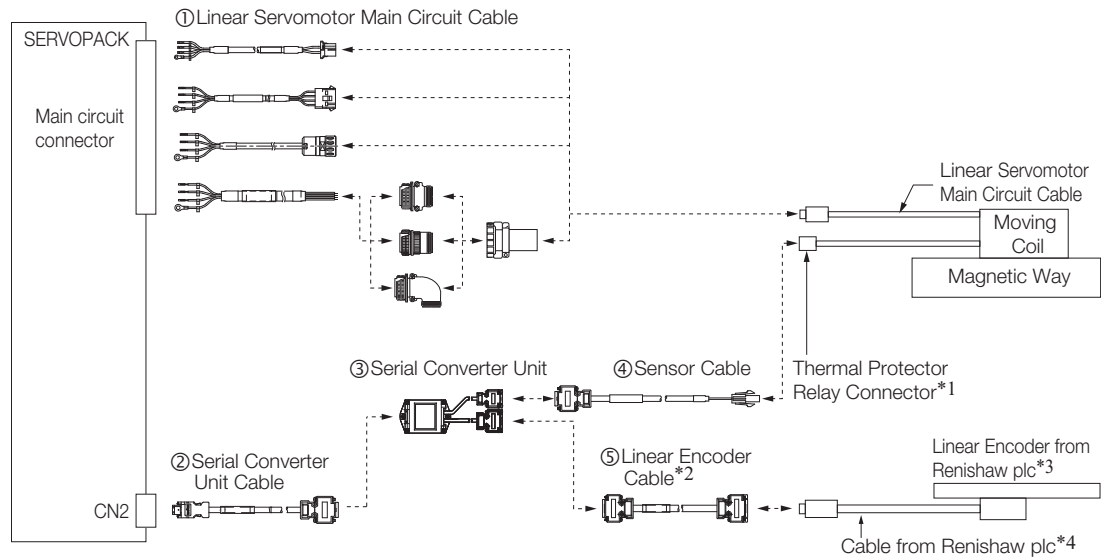 ①Linear Servomotor Main Circuit Cable
SERVOPACK
Main circuit
connector
Linear Servomotor
Main Circuit Cable
Moving
Coil
Magnetic Way
③Serial Converter Unit
④Sensor Cable
Thermal Protector
Relay Connector*1
②Serial Converter
Unit Cable
⑤Linear Encoder
Cable*2
Linear Encoder from
Renishaw plc*3
CN2
Cable from Renishaw plc*4